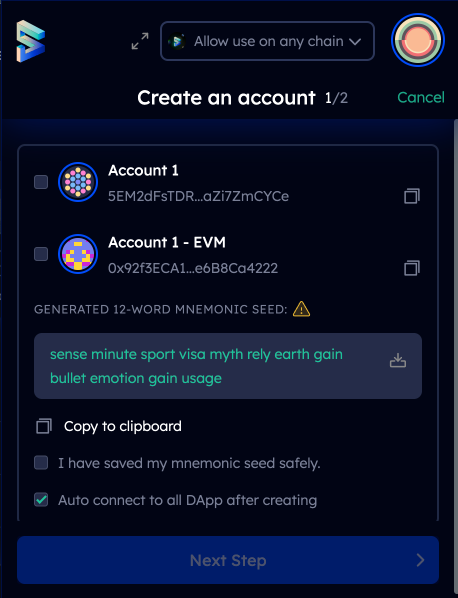 Allow use on any chain
Create an account 1/2 Cancel
Account 1
5EM2dFsTDR...aZi7ZmCYCe
Account 1 - EVM
0x92f3ECA1...e6B8Ca4222
GENERATED 12-WORD MNEMONIC SEED:
sense minute sport visa myth rely earth gain
bullet emotion gain usage
Copy to clipboard
I have saved my mnemonic seed safely.
Auto connect to all DApp after creating
Next Step